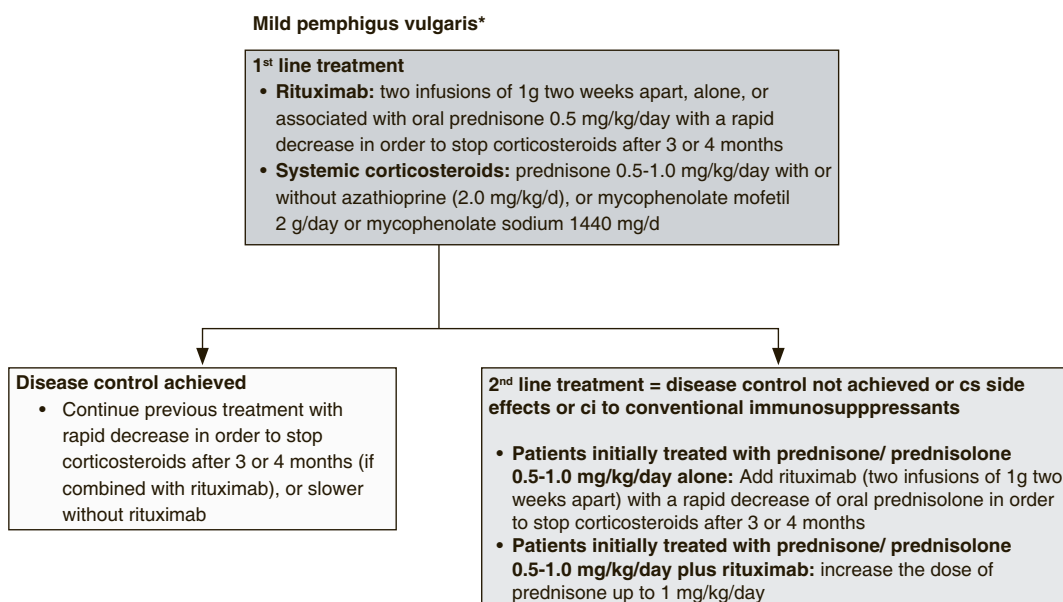 Mild pemphigus vulgaris*
1st line treatment
• Rituximab: two infusions of 1g two weeks apart, alone, or
associated with oral prednisone 0.5 mg/kg/day with a rapid
decrease in order to stop corticosteroids after 3 or 4 months
• Systemic corticosteroids: prednisone 0.5-1.0 mg/kg/day with or
without azathioprine (2.0 mg/kg/d), or mycophenolate mofetil
2 g/day or mycophenolate sodium 1440 mg/d
Disease control achieved
• Continue previous treatment with
rapid decrease in order to stop
corticosteroids after 3 or 4 months (if
combined with rituximab), or slower
without rituximab
2nd line treatment = disease control not achieved or cs side
effects or ci to conventional immunosupppressants
• Patients initially treated with prednisone/ prednisolone
0.5-1.0 mg/kg/day alone: Add rituximab (two infusions of 1g two
weeks apart) with a rapid decrease of oral prednisolone in order
to stop corticosteroids after 3 or 4 months
• Patients initially treated with prednisone/ prednisolone
0.5-1.0 mg/kg/day plus rituximab: increase the dose of
prednisone up to 1 mg/kg/day